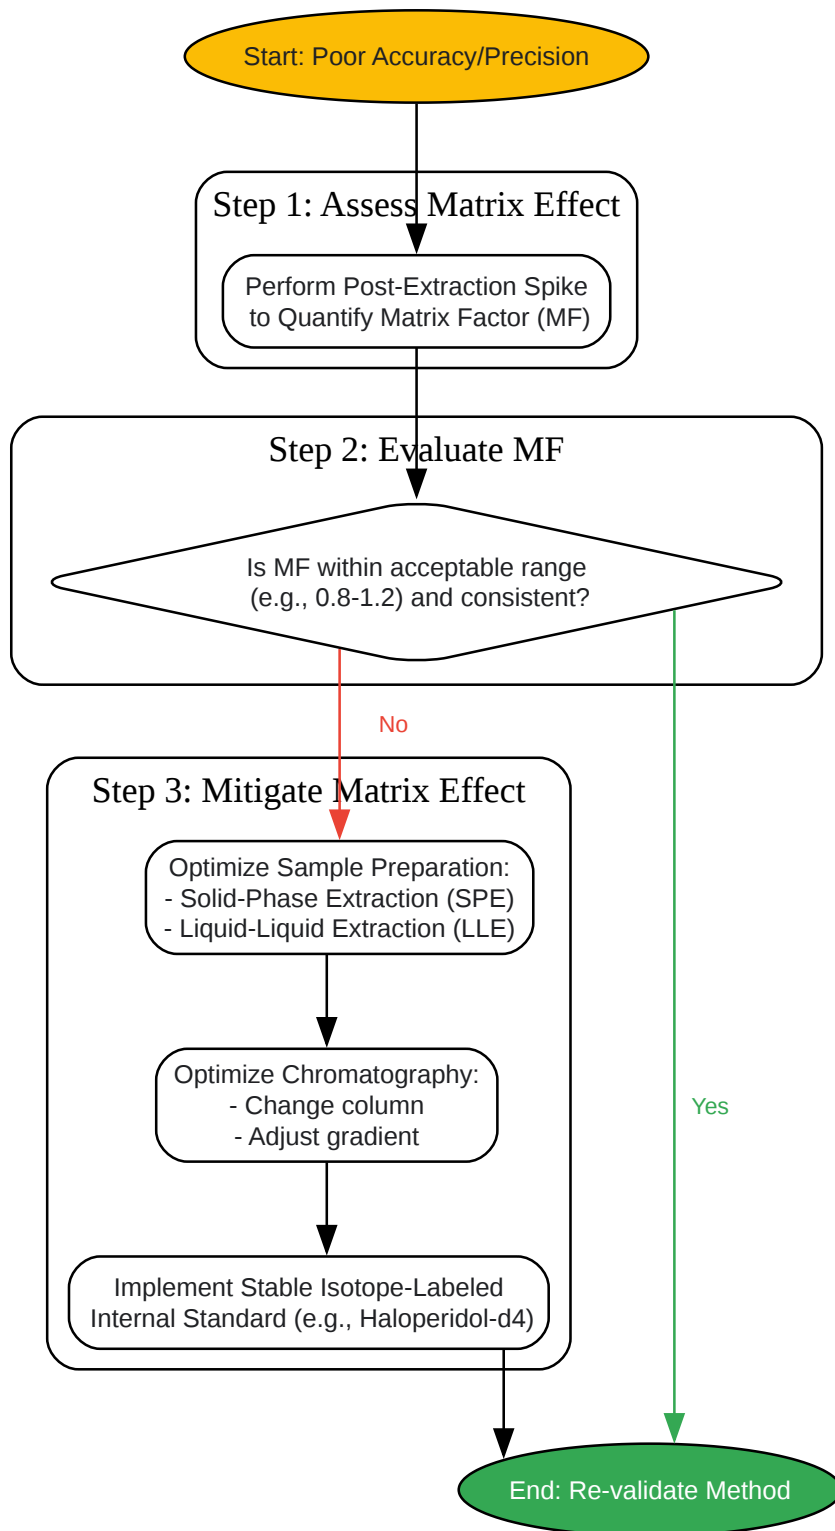 Start: Poor Accuracy/Precision
Step 1: Assess Matrix Effect
Perform Post-Extraction Spike
to Quantify Matrix Factor (MF)
Step 2: Evaluate MF
Is MF within acceptable range
(e.g., 0.8-1.2) and consistent?
No
Step 3: Mitigate Matrix Effect
Optimize Sample Preparation:
- Solid-Phase Extraction (SPE)
- Liquid-Liquid Extraction (LLE)
Optimize Chromatography:
- Change column
- Adjust gradient
Yes
Implement Stable Isotope-Labeled
Internal Standard (e.g., Haloperidol-d4)
End: Re-validate Method